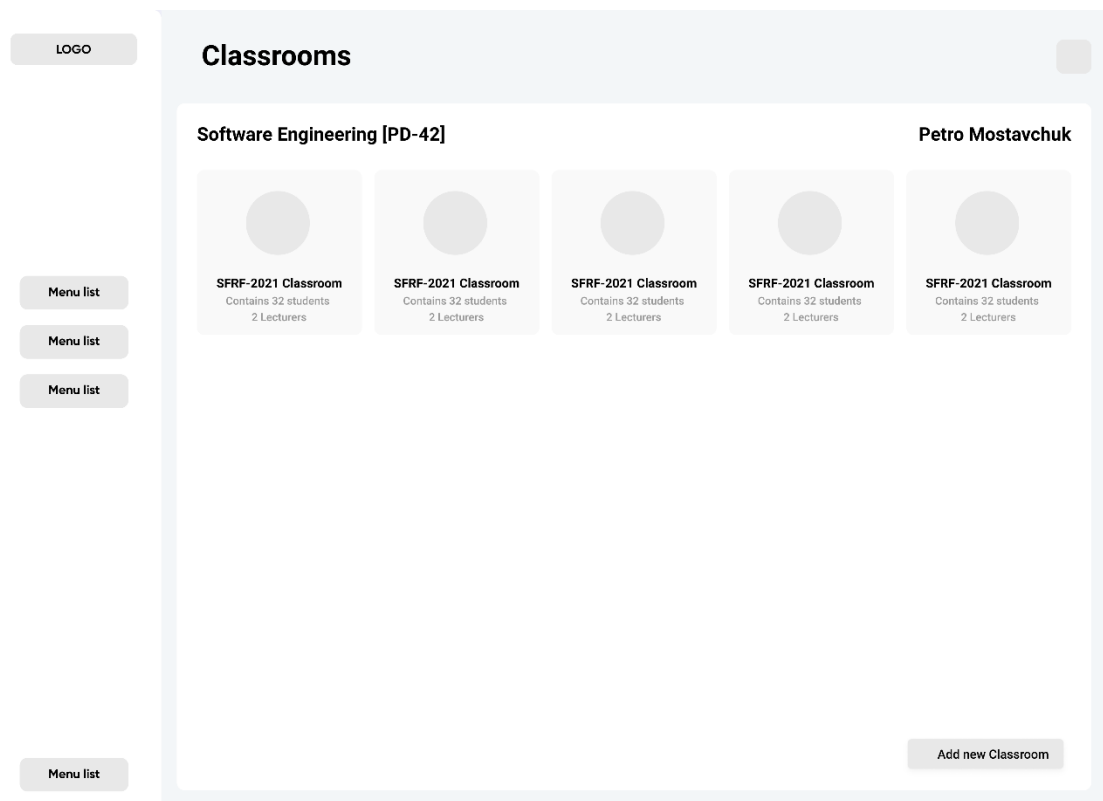 LOGO
Classrooms
Software Engineering [PD-42]
Petro Mostavchuk
SFRF-2021 Classroom
Contains 32 students
2 Lecturers
SFRF-2021 Classroom
Contains 32 students
2 Lecturers
SFRF-2021 Classroom
Contains 32 students
2 Lecturers
SFRF-2021 Classroom
Contains 32 students
2 Lecturers
SFRF-2021 Classroom
Contains 32 students
2 Lecturers
Menu list
Menu list
Menu list
Add new Classroom
Menu list